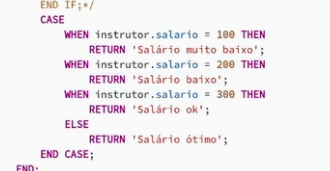 END IF;*/
CASE
WHEN instrutor.salario = 100 THEN
RETURN 'Salário muito baixo';
WHEN instrutor.salario = 200 THEN
RETURN 'Salário baixo';
WHEN instrutor.salario = 300 THEN
RETURN 'Salário ok';
ELSE
RETURN 'Salário ótimo';
END CASE;
END;